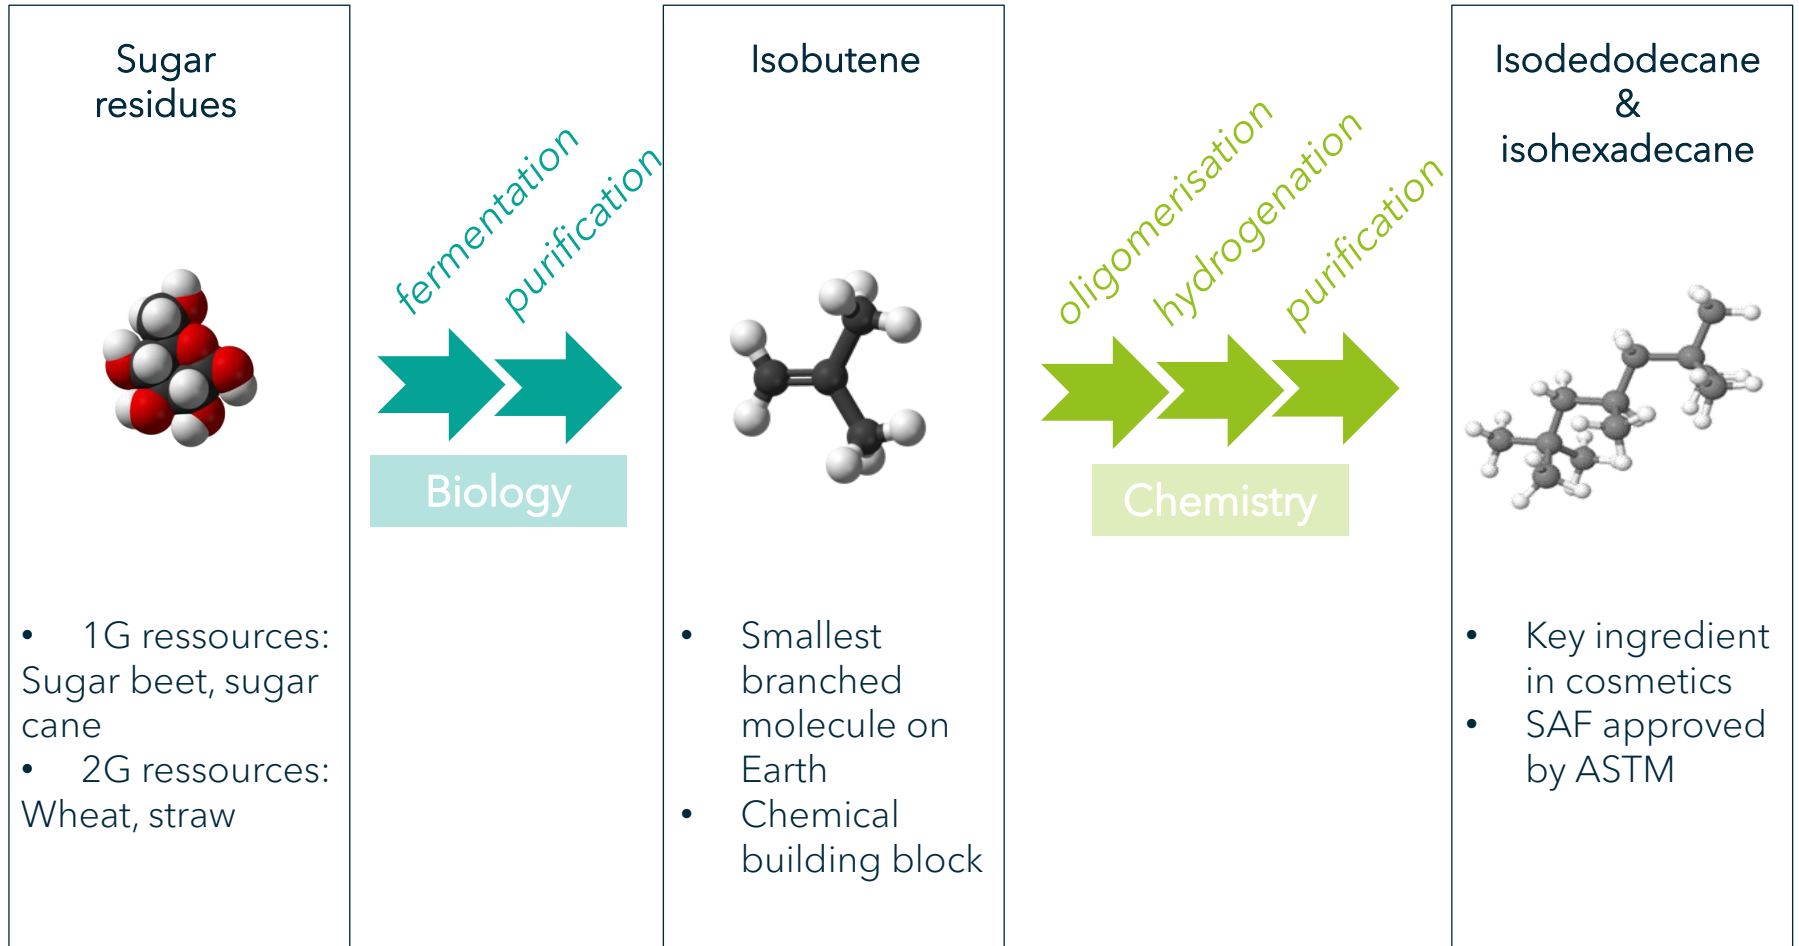 Sugar
residues
fermentation
purification
Biology
Isobutene
oligomerisation
hydrogenation
purification
Chemistry
Isodedodecane
&
isohexadecane
• 1G ressources:
Sugar beet, sugar
cane
• 2G ressources:
Wheat, straw
• Smallest
branched
molecule on
Earth
• Chemical
building block
• Key ingredient
in cosmetics
• SAF approved
by ASTM